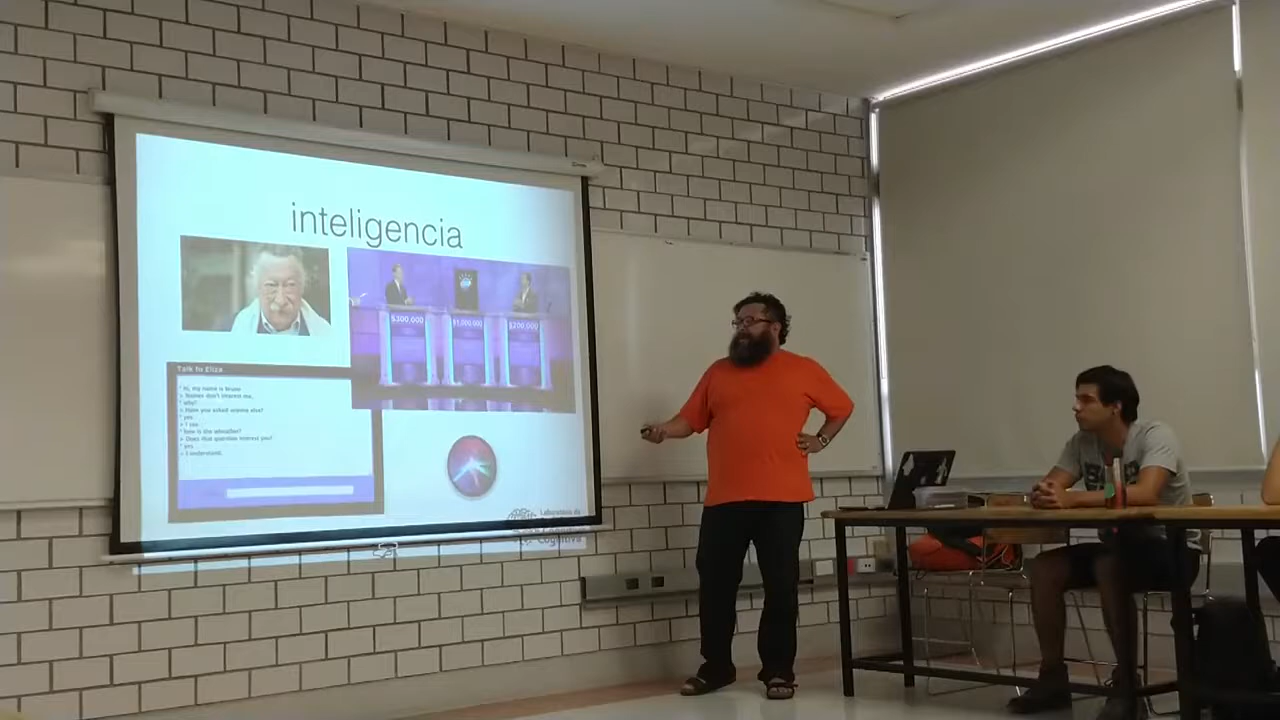 inteligencia
$300,000
$1,000,000
$200,000
Talk to Eliza
* hi, my name is Bruno
> Names don't interest me.
* why?
> Have you asked anyone else?
* yes
> I see.
* how is she wheather?
> Does that question interest you?
* yes
> I understand.
Laboratorio de
Cognitiva